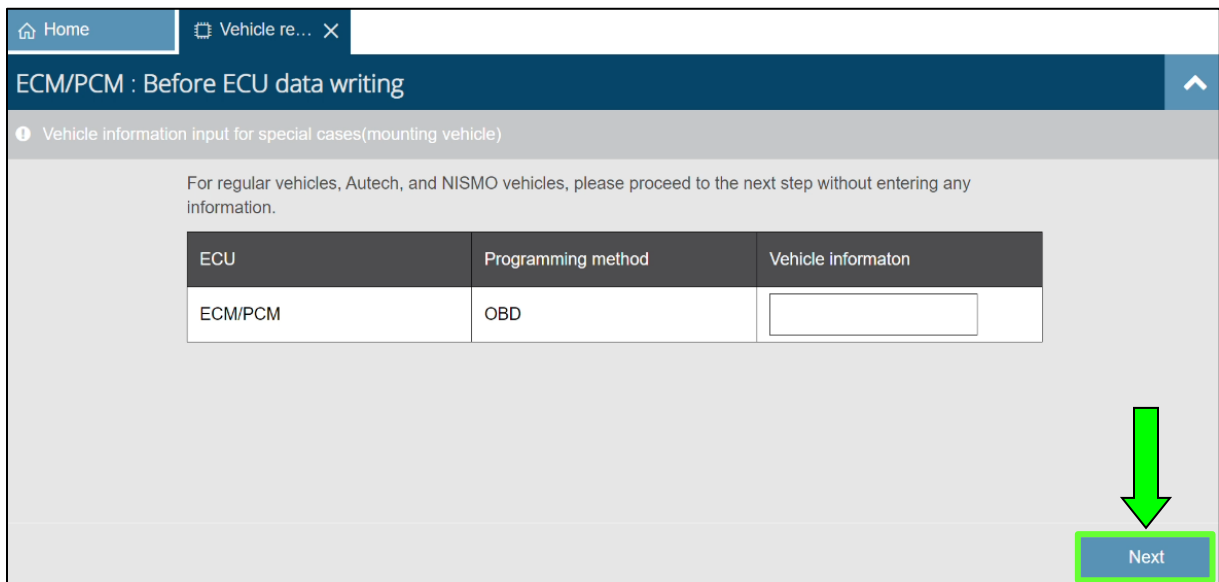 Home
Vehicle re...
ECM/PCM : Before ECU data writing
Vehicle information input for special cases(mounting vehicle)
For regular vehicles, Autech, and NISMO vehicles, please proceed to the next step without entering any
information.
ECU Programming method Vehicle informaton
ECM/PCM OBD
Next